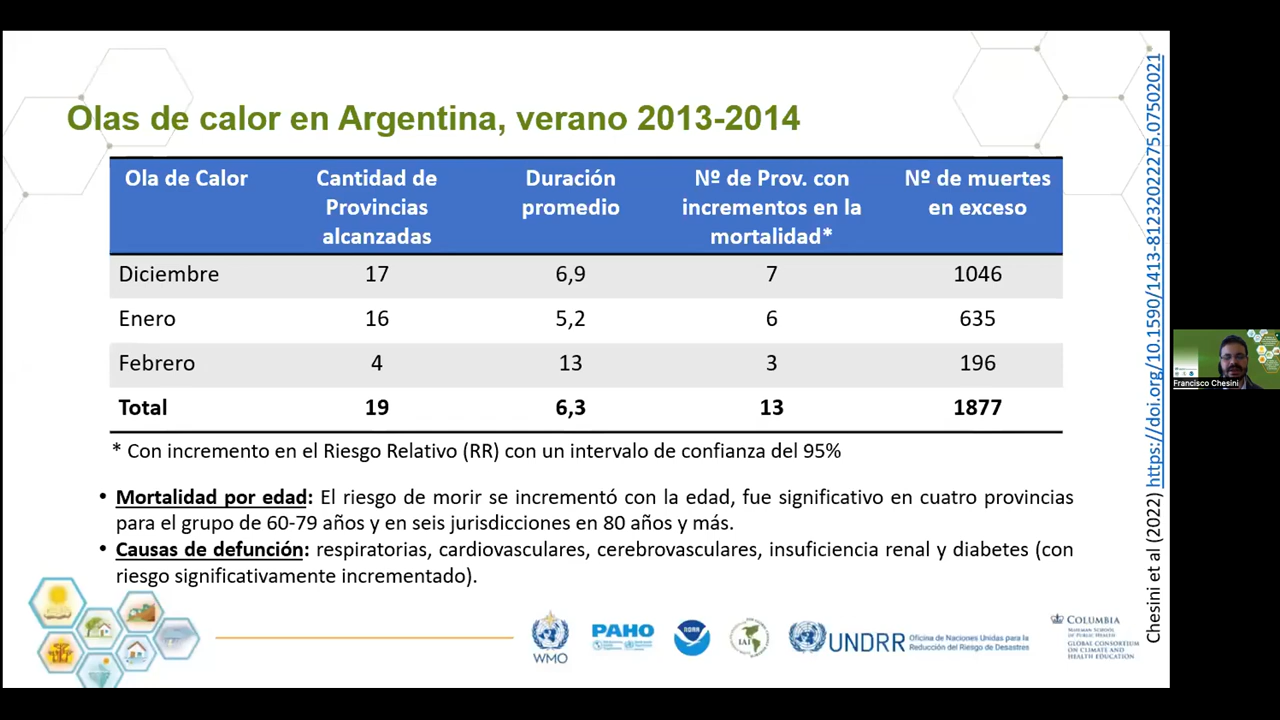 Olas de calor en Argentina, verano 2013-2014
Ola de Calor
Cantidad de
Provincias
alcanzadas
Duración
promedio
Nº de Prov. con
incrementos en la
mortalidad*
Nº de muertes
en exceso
Diciembre 17 6,9 7 1046
Enero 16 5,2 6 635
Febrero 4 13 3 196
Total 19 6,3 13 1877
* Con incremento en el Riesgo Relativo (RR) con un intervalo de confianza del 95%
• Mortalidad por edad: El riesgo de morir se incrementó con la edad, fue significativo en cuatro provincias
para el grupo de 60-79 años y en seis jurisdicciones en 80 años y más.
• Causas de defunción: respiratorias, cardiovasculares, cerebrovasculares, insuficiencia renal y diabetes (con
riesgo significativamente incrementado).
Chesini et al (2022) https://doi.org/10.1590/1413-812320222275.07502021
Francisco Chesini
WMO
PAHO
NOAA
IAI
UNDRR
Oficina de Naciones Unidas para la
Reducción del Riesgo de Desastres
COLUMBIA
MAILMAN SCHOOL
OF PUBLIC HEALTH
GLOBAL CONSORTIUM
ON CLIMATE AND
HEALTH EDUCATION